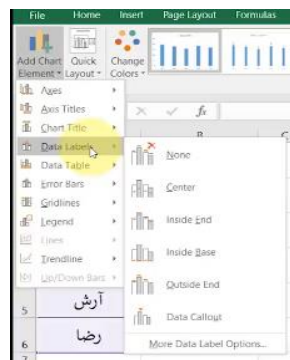 File Home Insert Page Layout Formulas
Add Chart Element Quick Layout Change Colors
Axes
Axis Titles
Chart Title
Data Labels
Data Table
Error Bars
Gridlines
Legend
Lines
Trendline
Up/Down Bars
fx
B
None
Center
Inside End
Inside Base
Outside End
Data Callout
More Data Label Options...
5 آرش
6 رضا